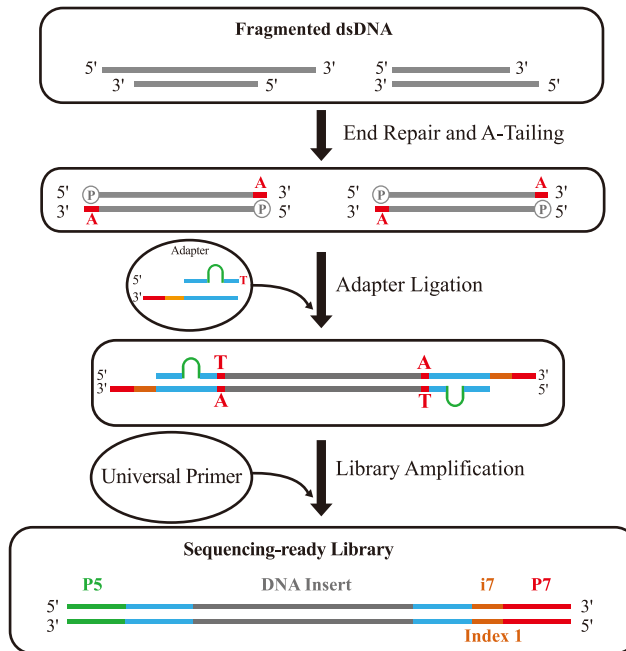 Fragmented dsDNA
5' 3' 5' 3'
3' 5' 3' 5'
End Repair and A-Tailing
A A
5' P 3' 5' P 3'
3' P 5' 3' P 5'
A A
Adapter
5' T
3'
Adapter Ligation
T A
5' 3'
3' 5'
A T
Universal Primer
Library Amplification
Sequencing-ready Library
P5 DNA Insert i7 P7
5' 3'
3' 5'
Index 1